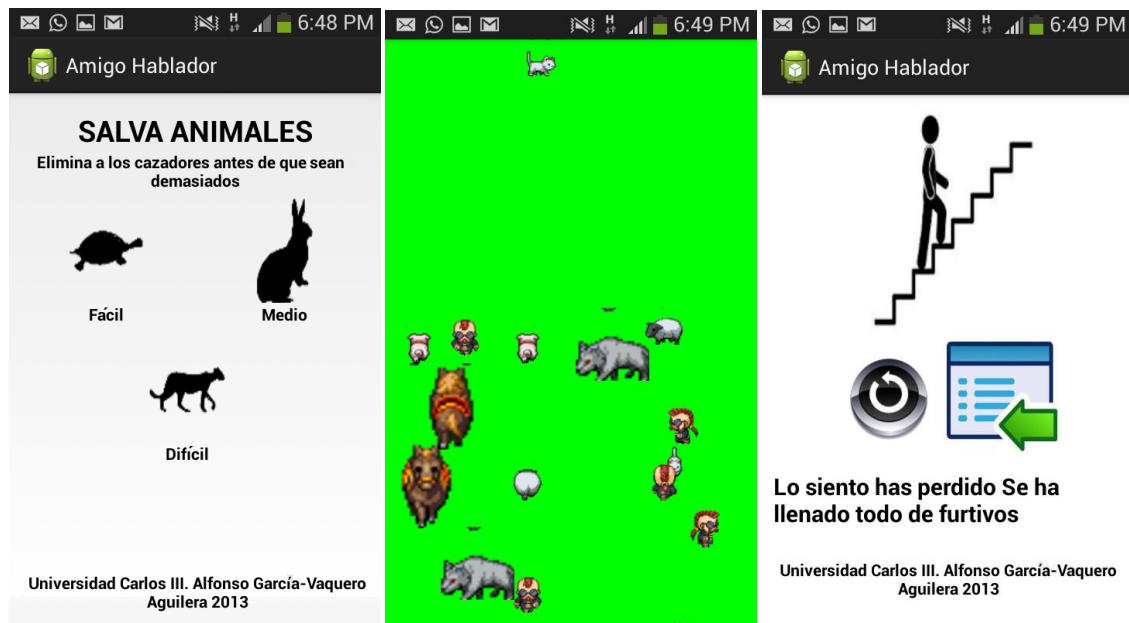 6:48 PM
Amigo Hablador
SALVA ANIMALES
Elimina a los cazadores antes de que sean
demasiados
Fácil
Medio
Difícil
Universidad Carlos III. Alfonso García-Vaquero
Aguilera 2013
H
6:49 PM
H
6:49 PM
Amigo Hablador
Lo siento has perdido Se ha
llenado todo de furtivos
Universidad Carlos III. Alfonso García-Vaquero
Aguilera 2013